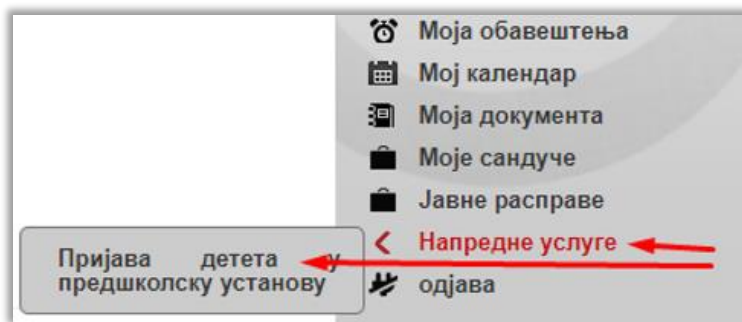 Моја обавештења
Мој календар
Моја документа
Моје сандуче
Јавне расправе
Напредне услуге
Пријава детета у
предшколску установу
одјава